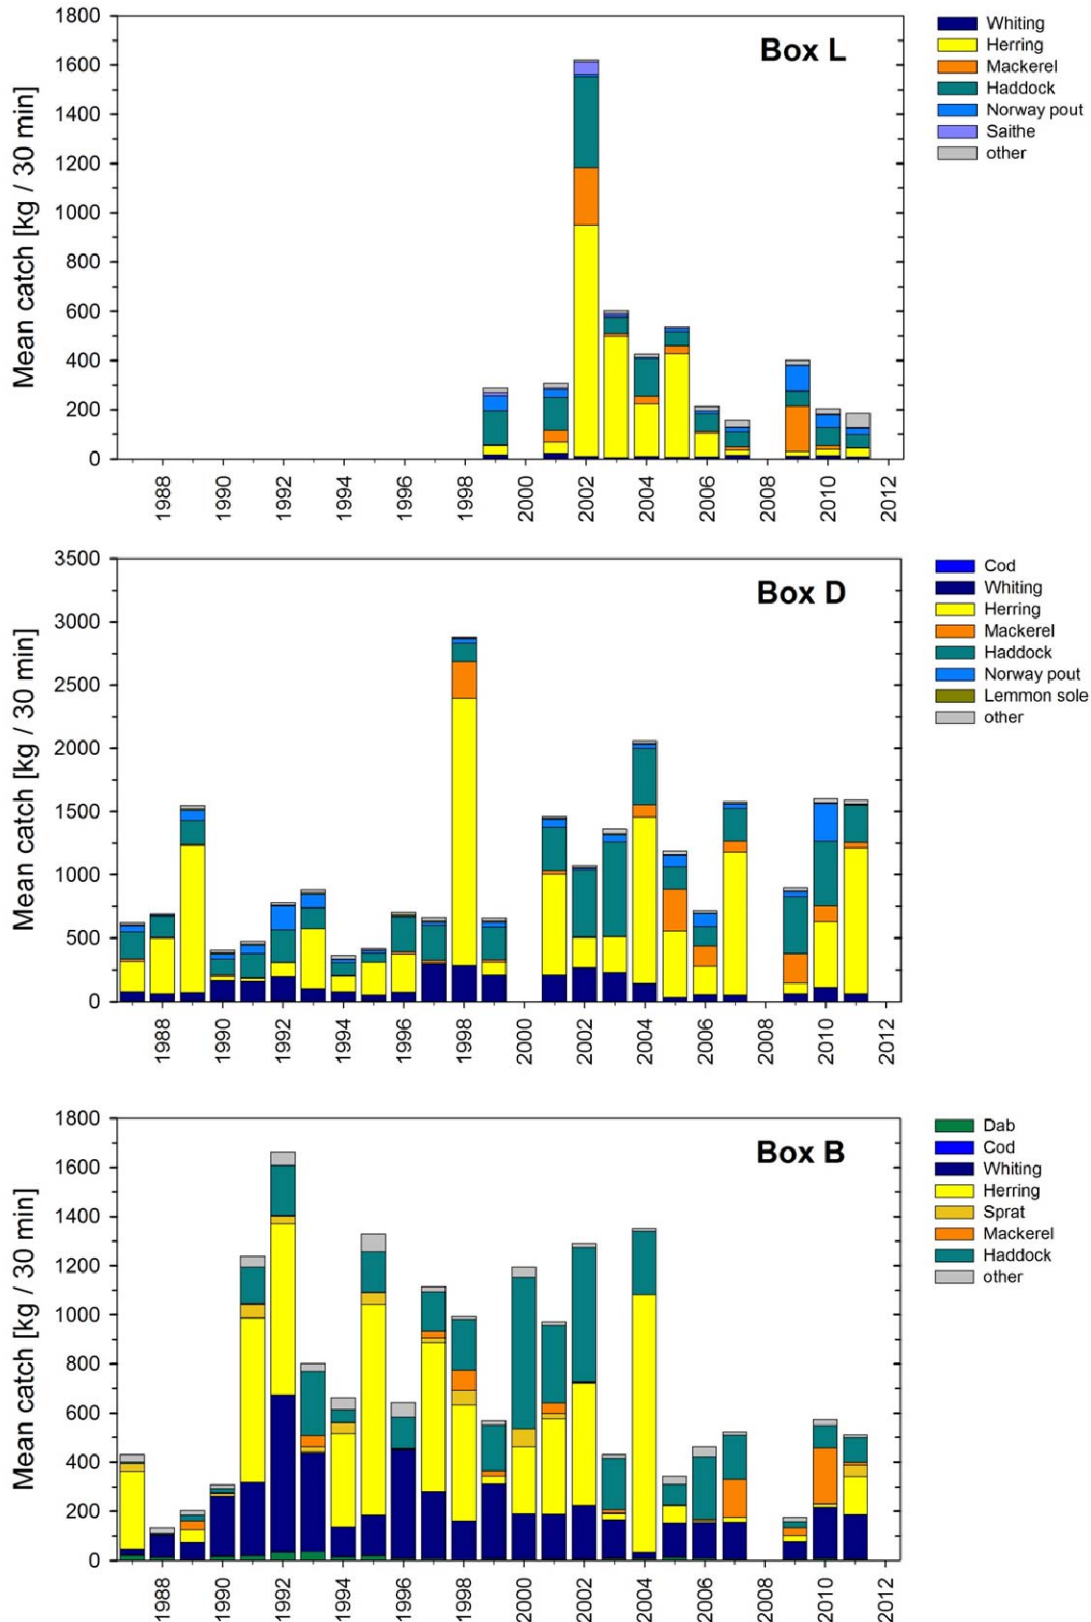 Box L
Mean catch [kg / 30 min]
1800
1600
1400
1200
1000
800
600
400
200
0
1988
1990
1992
1994
1996
1998
2000
2002
2004
2006
2008
2010
2012
Whiting
Herring
Mackerel
Haddock
Norway pout
Saithe
other
Box D
Mean catch [kg / 30 min]
3500
3000
2500
2000
1500
1000
500
0
1988
1990
1992
1994
1996
1998
2000
2002
2004
2006
2008
2010
2012
Cod
Whiting
Herring
Mackerel
Haddock
Norway pout
Lemmon sole
other
Box B
Mean catch [kg / 30 min]
1800
1600
1400
1200
1000
800
600
400
200
0
1988
1990
1992
1994
1996
1998
2000
2002
2004
2006
2008
2010
2012
Dab
Cod
Whiting
Herring
Sprat
Mackerel
Haddock
other